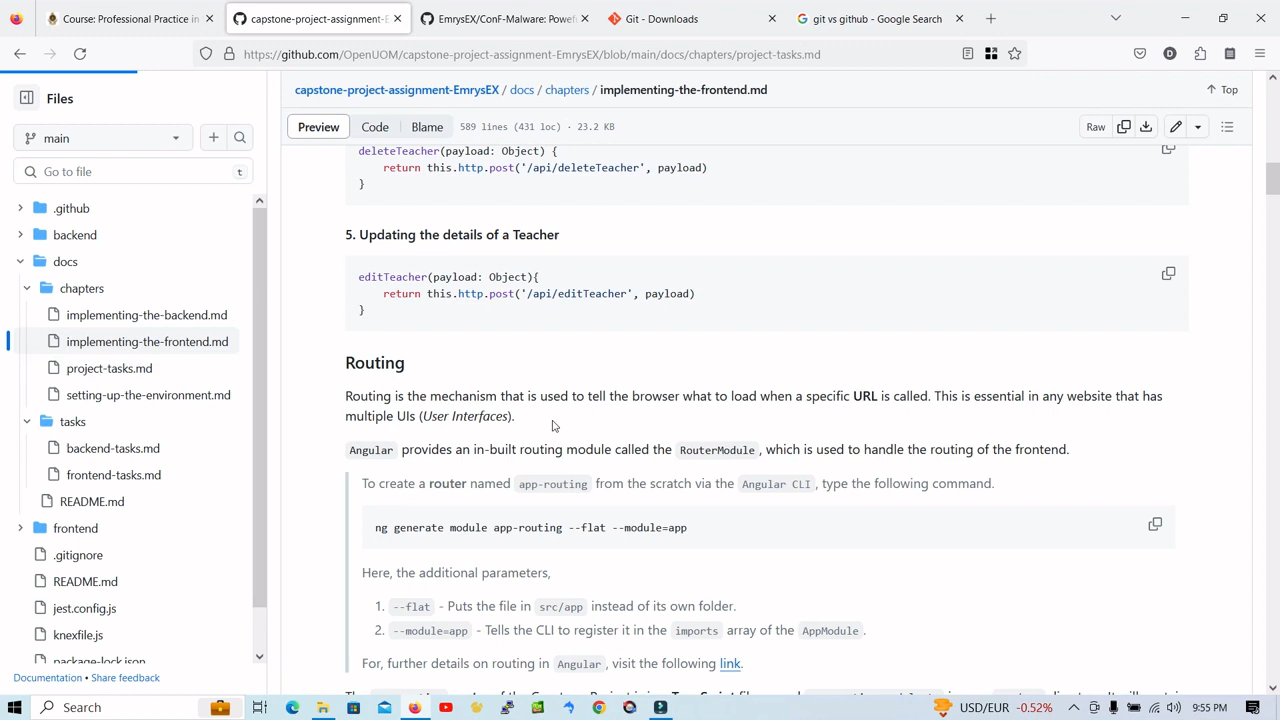 Course: Professional Practice in
capstone-project-assignment-E
EmrysEX/ConF-Malware: Powef
Git - Downloads
git vs github - Google Search
https://github.com/OpenUOM/capstone-project-assignment-EmrysEX/blob/main/docs/chapters/project-tasks.md
D
Files
main
Go to file
t
.github
backend
docs
chapters
implementing-the-backend.md
implementing-the-frontend.md
project-tasks.md
setting-up-the-environment.md
tasks
backend-tasks.md
frontend-tasks.md
README.md
frontend
.gitignore
README.md
jest.config.js
knexfile.js
package-lock.json
Documentation • Share feedback
capstone-project-assignment-EmrysEX / docs / chapters / implementing-the-frontend.md
Top
Preview Code Blame 589 lines (431 loc) · 23.2 KB
Raw
deleteTeacher(payload: Object) {
return this.http.post('/api/deleteTeacher', payload)
}
5. Updating the details of a Teacher
editTeacher(payload: Object){
return this.http.post('/api/editTeacher', payload)
}
Routing
Routing is the mechanism that is used to tell the browser what to load when a specific URL is called. This is essential in any website that has
multiple UIs (User Interfaces).
Angular provides an in-built routing module called the RouterModule, which is used to handle the routing of the frontend.
To create a router named app-routing from the scratch via the Angular CLI, type the following command.
ng generate module app-routing --flat --module=app
Here, the additional parameters,
1. --flat - Puts the file in src/app instead of its own folder.
2. --module=app - Tells the CLI to register it in the imports array of the AppModule.
For, further details on routing in Angular, visit the following link.
Search
USD/EUR -0.52%
9:55 PM